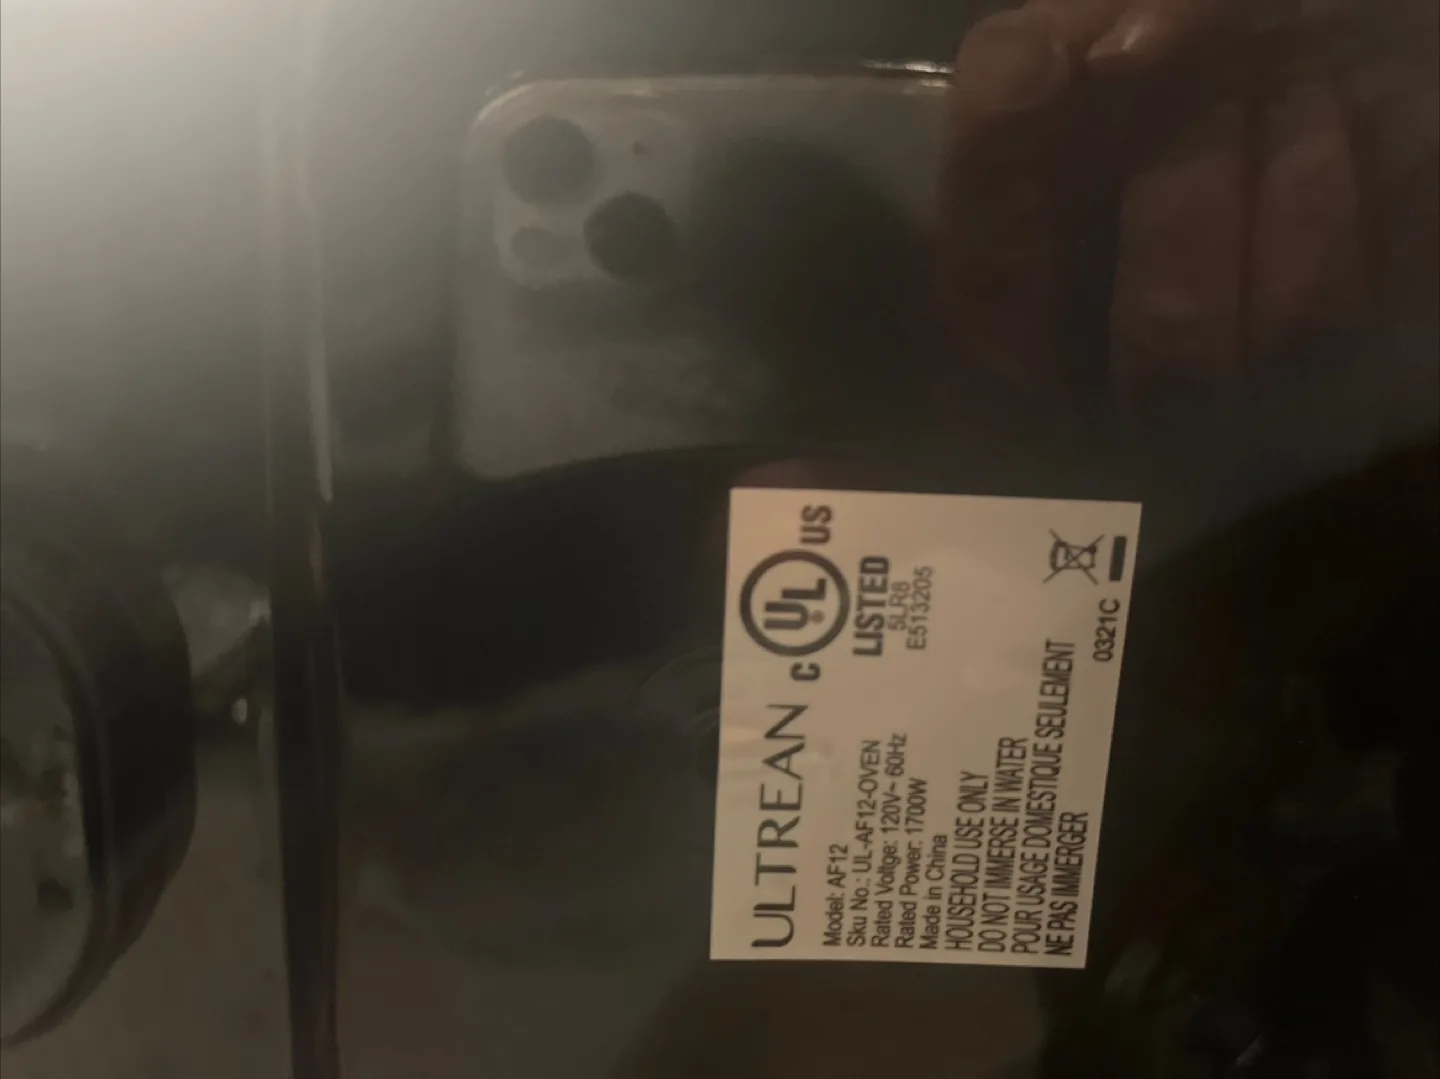 ULTREAN
Model: AF12
Sku No.: UL-AF12-OVEN
Rated Voltge: 120V~ 60Hz
Rated Power: 1700W
Made in China
HOUSEHOLD USE ONLY
DO NOT IMMERSE IN WATER
POUR USAGE DOMESTIQUE SEULEMENT
NE PAS IMMERGER
C UL ® US
LISTED
5LR8
E513205
0321C